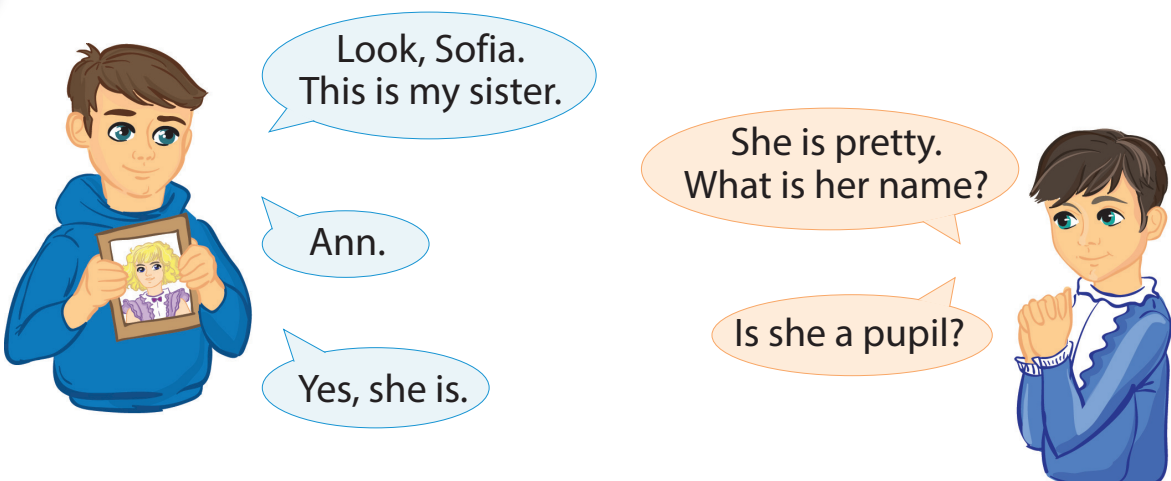 Look, Sofia.
This is my sister.
She is pretty.
What is her name?
Ann.
Is she a pupil?
Yes, she is.